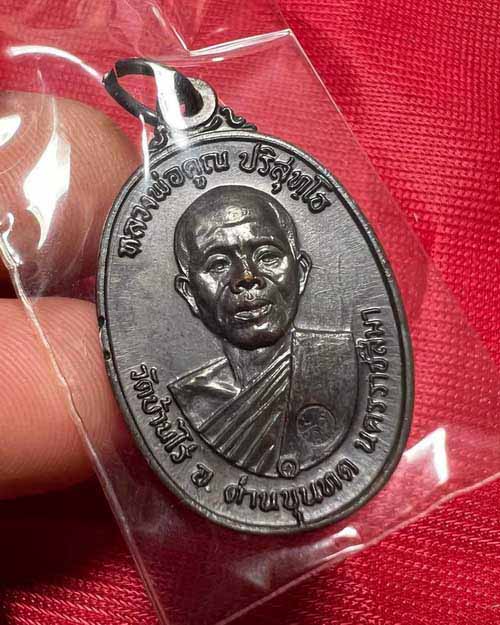 หลวงพ่อคูณ ปริสุทฺโธ
๑
วัดบ้านไร่ อ. ด่านขุนทด นครราชสีมา